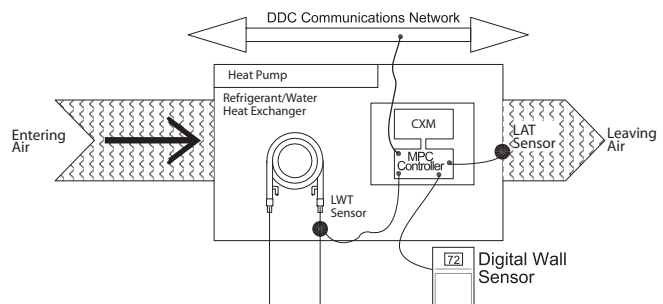 DDC Communications Network
Heat Pump
Refrigerant/Water
Heat Exchanger
CXM
Entering
Air
MPC
Controller
LAT
Sensor
Leaving
Air
LWT
Sensor
72
Digital Wall
Sensor